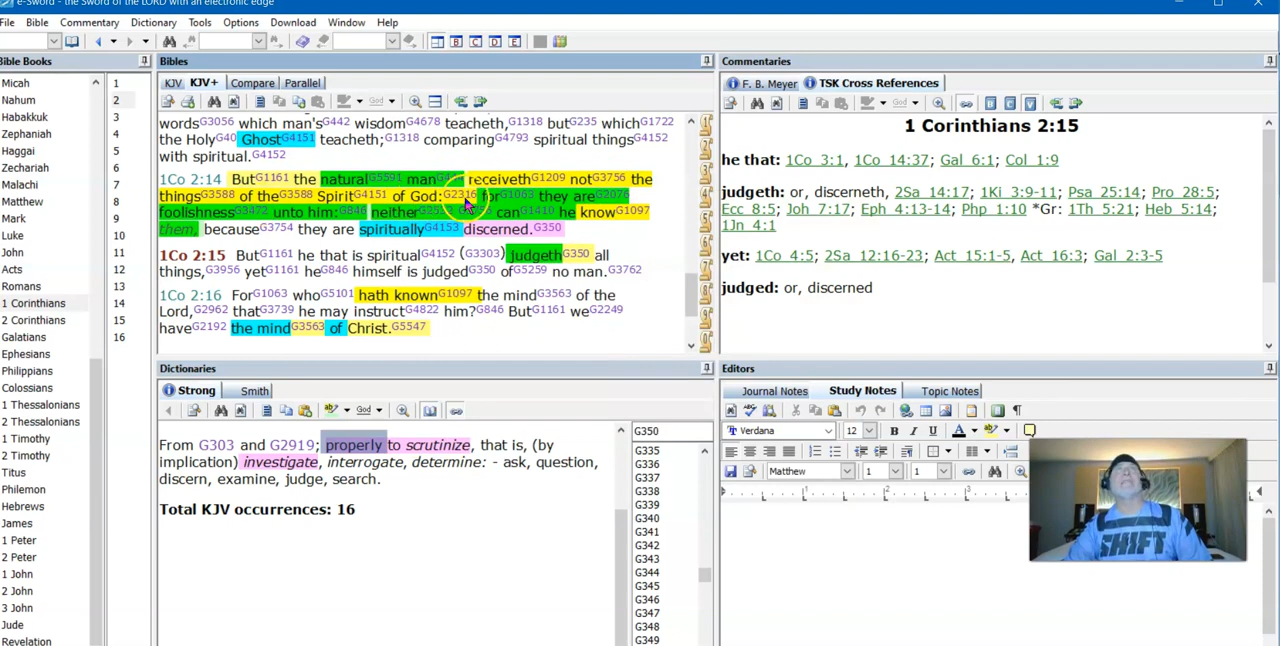 e-Sword - the Sword of the LORD with an electronic edge
File Bible Commentary Dictionary Tools Options Download Window Help
Bible Books
Bibles
Commentaries
KJV KJV+ Compare Parallel
F. B. Meyer TSK Cross References
Micah
Nahum
Habakkuk
Zephaniah
Haggai
Zechariah
Malachi
Matthew
Mark
Luke
John
Acts
Romans
1 Corinthians
2 Corinthians
Galatians
Ephesians
Philippians
Colossians
1 Thessalonians
2 Thessalonians
1 Timothy
2 Timothy
Titus
Philemon
Hebrews
James
1 Peter
2 Peter
1 John
2 John
3 John
Jude
Revelation
1
2
3
4
5
6
7
8
9
10
11
12
13
14
15
16
God
wordsG3056 which man'sG442 wisdomG4678 teacheth,G1318 butG235 whichG1722
the HolyG40 GhostG4151 teacheth;G1318 comparingG4793 spiritual thingsG4152
with spiritual.G4152
1Co 2:14 ButG1161 the naturalG5591 man receivethG1209 notG3756 the
thingsG3588 of theG3588 SpiritG4151 of God:G2316 forG1063 they areG2076
foolishnessG3472 unto him:G846 neither canG1410 he knowG1097
them, becauseG3754 they are spirituallyG4153 discerned.G350
1Co 2:15 ButG1161 he that is spiritualG4152 (G3303) judgethG350 all
things,G3956 yetG1161 heG846 himself is judgedG350 ofG5259 no man.G3762
1Co 2:16 ForG1063 whoG5101 hath knownG1097 the mindG3563 of the
Lord,G2962 thatG3739 he may instructG4822 him?G846 ButG1161 weG2249
haveG2192 the mindG3563 of Christ.G5547
God
1 Corinthians 2:15
he that: 1Co 3:1, 1Co 14:37; Gal 6:1; Col 1:9
judgeth: or, discerneth, 2Sa 14:17; 1Ki 3:9-11; Psa 25:14; Pro 28:5;
Ecc 8:5; Joh 7:17; Eph 4:13-14; Php 1:10 *Gr: 1Th 5:21; Heb 5:14;
1Jn 4:1
yet: 1Co 4:5; 2Sa 12:16-23; Act 15:1-5, Act 16:3; Gal 2:3-5
judged: or, discerned
Dictionaries
Strong Smith
God
From G303 and G2919; properly to scrutinize, that is, (by
implication) investigate, interrogate, determine: - ask, question,
discern, examine, judge, search.
Total KJV occurrences: 16
G350
G335
G336
G337
G338
G339
G340
G341
G342
G343
G344
G345
G346
G347
G348
G349
Editors
Journal Notes Study Notes Topic Notes
Verdana 12 B I U A
Matthew 1 1
1 2 3
SHIFT